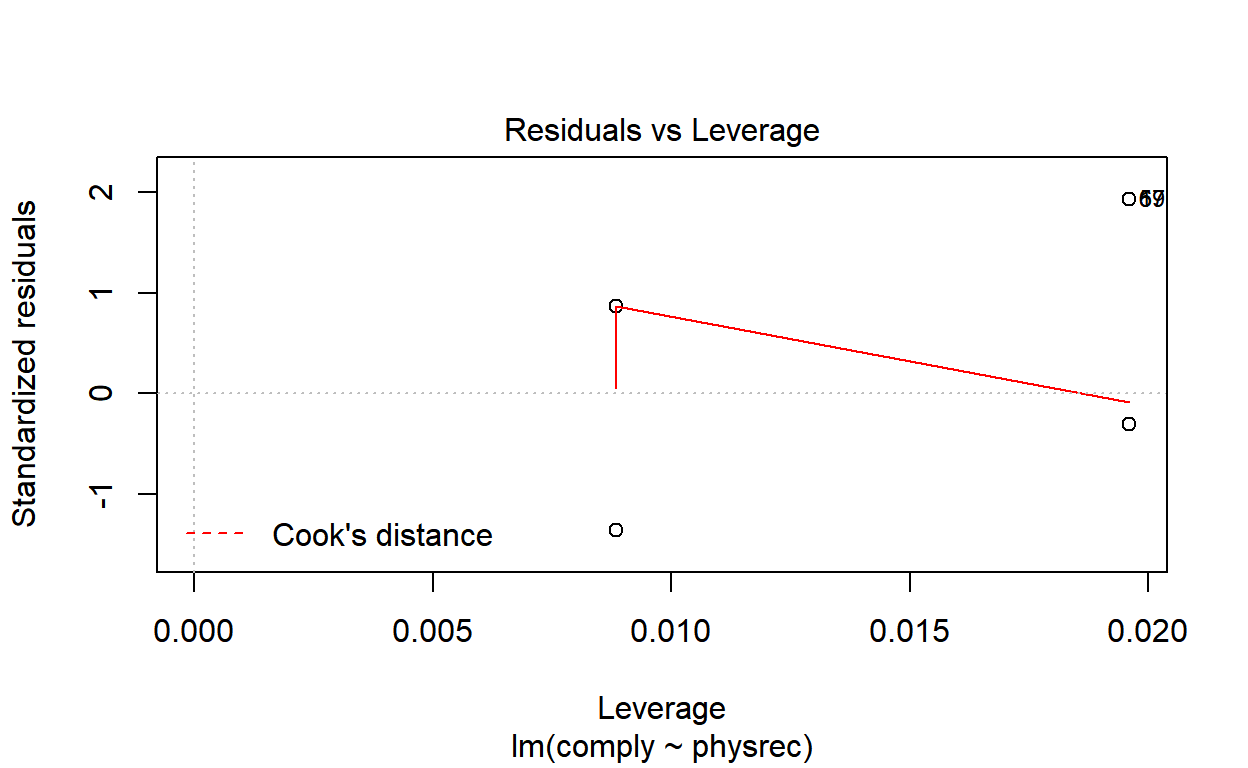 Residuals vs Leverage
Standardized residuals
2
1
0
-1
Cook's distance
0.000 0.005 0.010 0.015 0.020
Leverage
lm(comply ~ physrec)